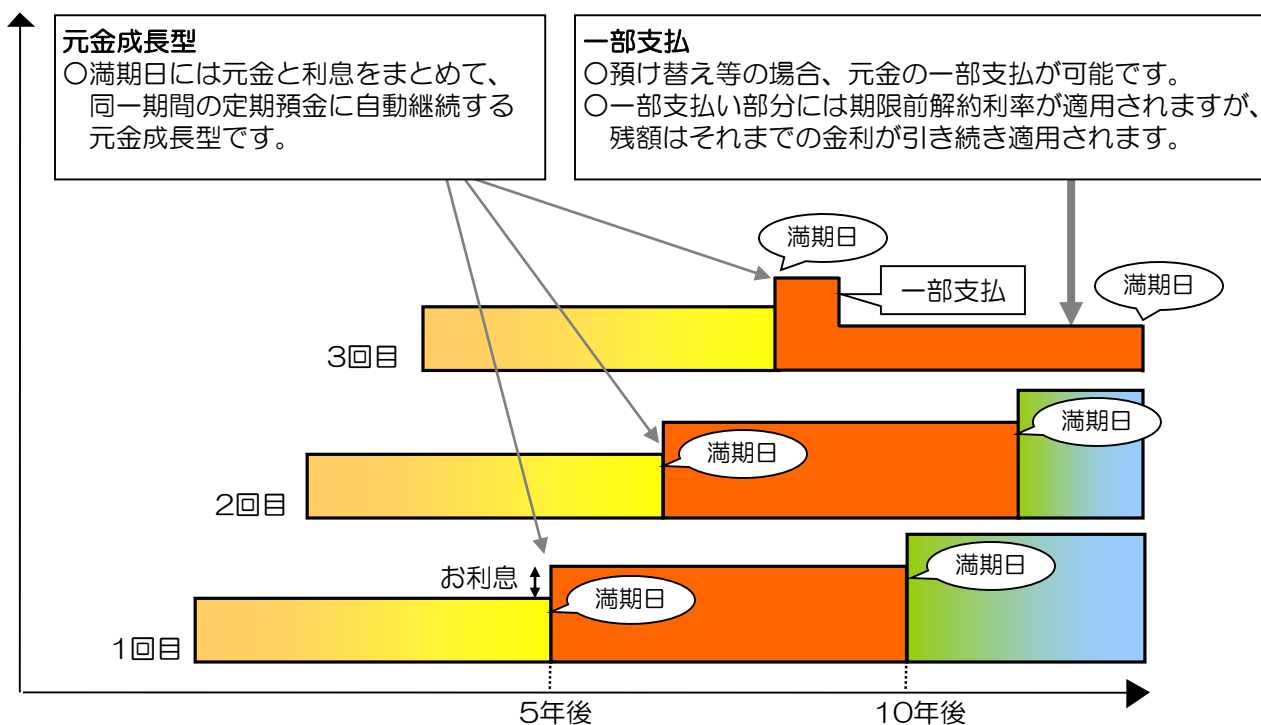 元金成長型
○満期日には元金と利息をまとめて、
同一期間の定期預金に自動継続する
元金成長型です。
一部支払
○預け替え等の場合、元金の一部支払が可能です。
○一部支払い部分には期限前解約利率が適用されますが、
残額はそれまでの金利が引き続き適用されます。
満期日
一部支払
満期日
3回目
満期日
満期日
2回目
お利息
満期日
満期日
1回目
5年後
10年後